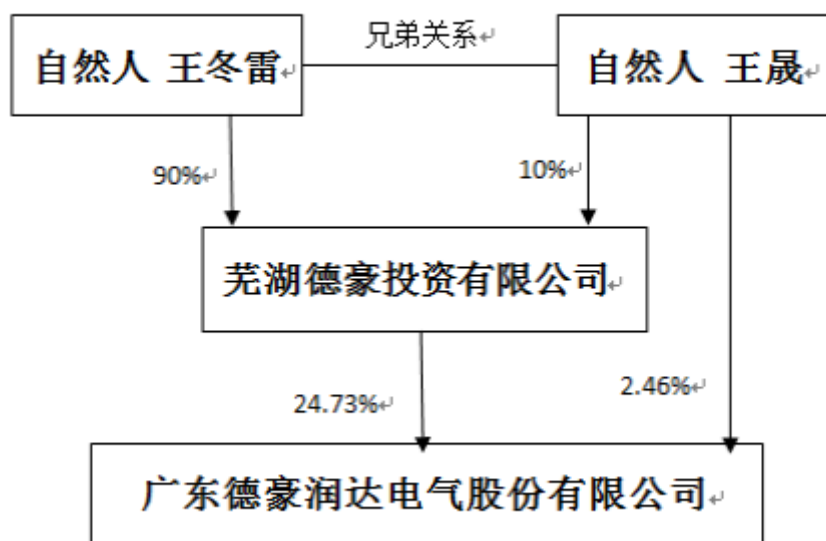 兄弟关系
自然人 王冬雷
自然人 王晟
90%
10%
芜湖德豪投资有限公司
24.73%
2.46%
广东德豪润达电气股份有限公司